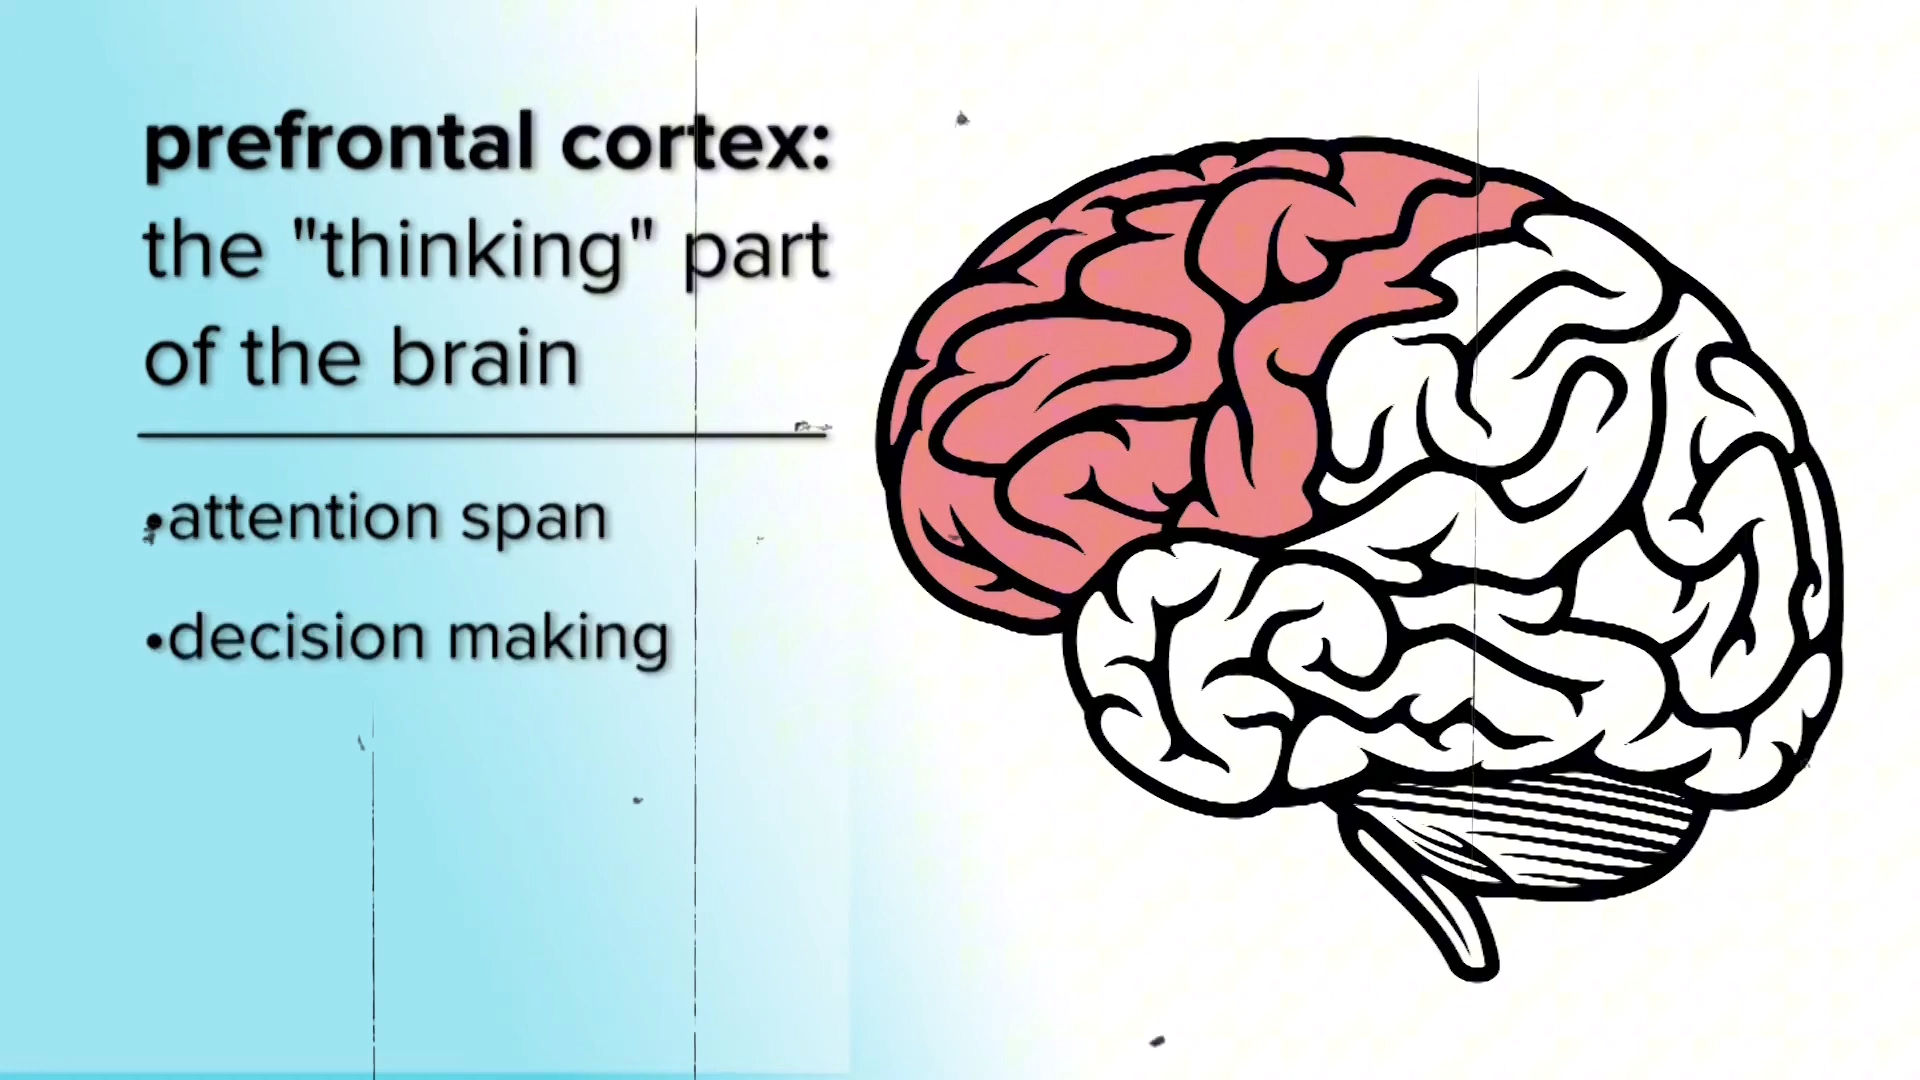 prefrontal cortex:
the "thinking" part
of the brain
•attention span
•decision making